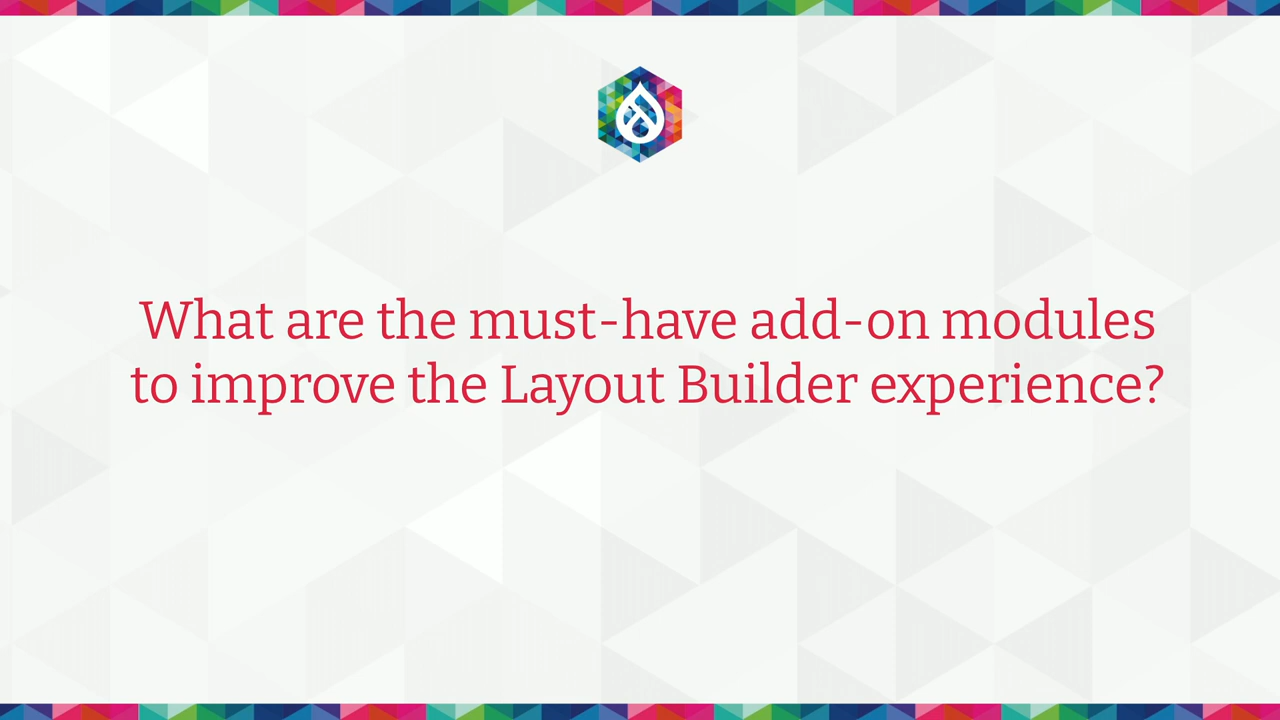 What are the must-have add-on modules
to improve the Layout Builder experience?